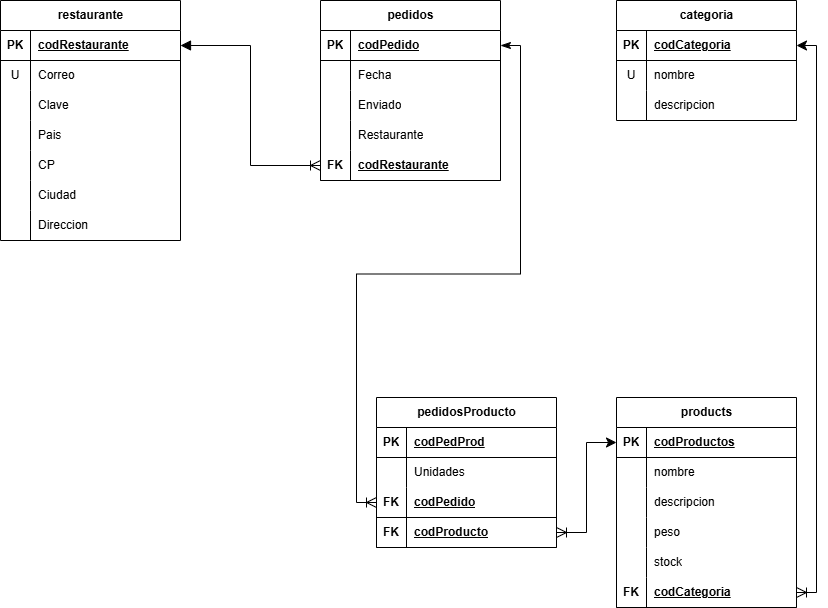 restaurante
PK codRestaurante
U Correo
Clave
Pais
CP
Ciudad
Direccion
pedidos
PK codPedido
Fecha
Enviado
Restaurante
FK codRestaurante
categoria
PK codCategoria
U nombre
descripcion
pedidosProducto
PK codPedProd
Unidades
FK codPedido
FK codProducto
products
PK codProductos
nombre
descripcion
peso
stock
FK codCategoria